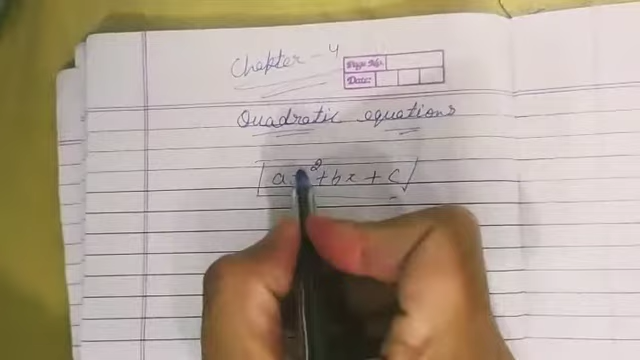 Chapter - 4
Page No.
Date:
Quadratic equations
ax²+bx+c